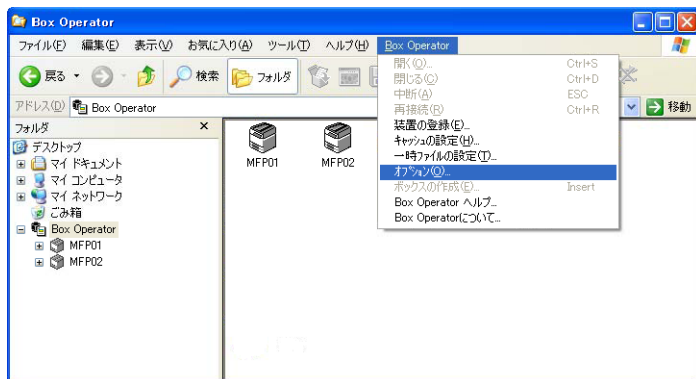 Box Operator
ファイル(F) 編集(E) 表示(V) お気に入り(A) ツール(T) ヘルプ(H) Box Operator
戻る 検索 フォルダ
アドレス(D) Box Operator 移動
フォルダ ×
デスクトップ
マイ ドキュメント
マイ コンピュータ
マイ ネットワーク
ごみ箱
Box Operator
MFP01
MFP02
MFP01 MFP02
開く(O)... Ctrl+S
閉じる(C) Ctrl+D
中断(A) ESC
再接続(R) Ctrl+R
装置の登録(E)...
キャッシュの設定(H)...
一時ファイルの設定(T)...
オプション(O)...
ボックスの作成(E)... Insert
Box Operator ヘルプ...
Box Operatorについて...